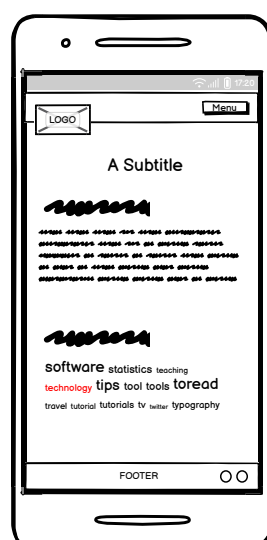 17:20
Menu
LOGO
A Subtitle
software statistics teaching
technology tips tool tools toread
travel tutorial tutorials tv twitter typography
FOOTER